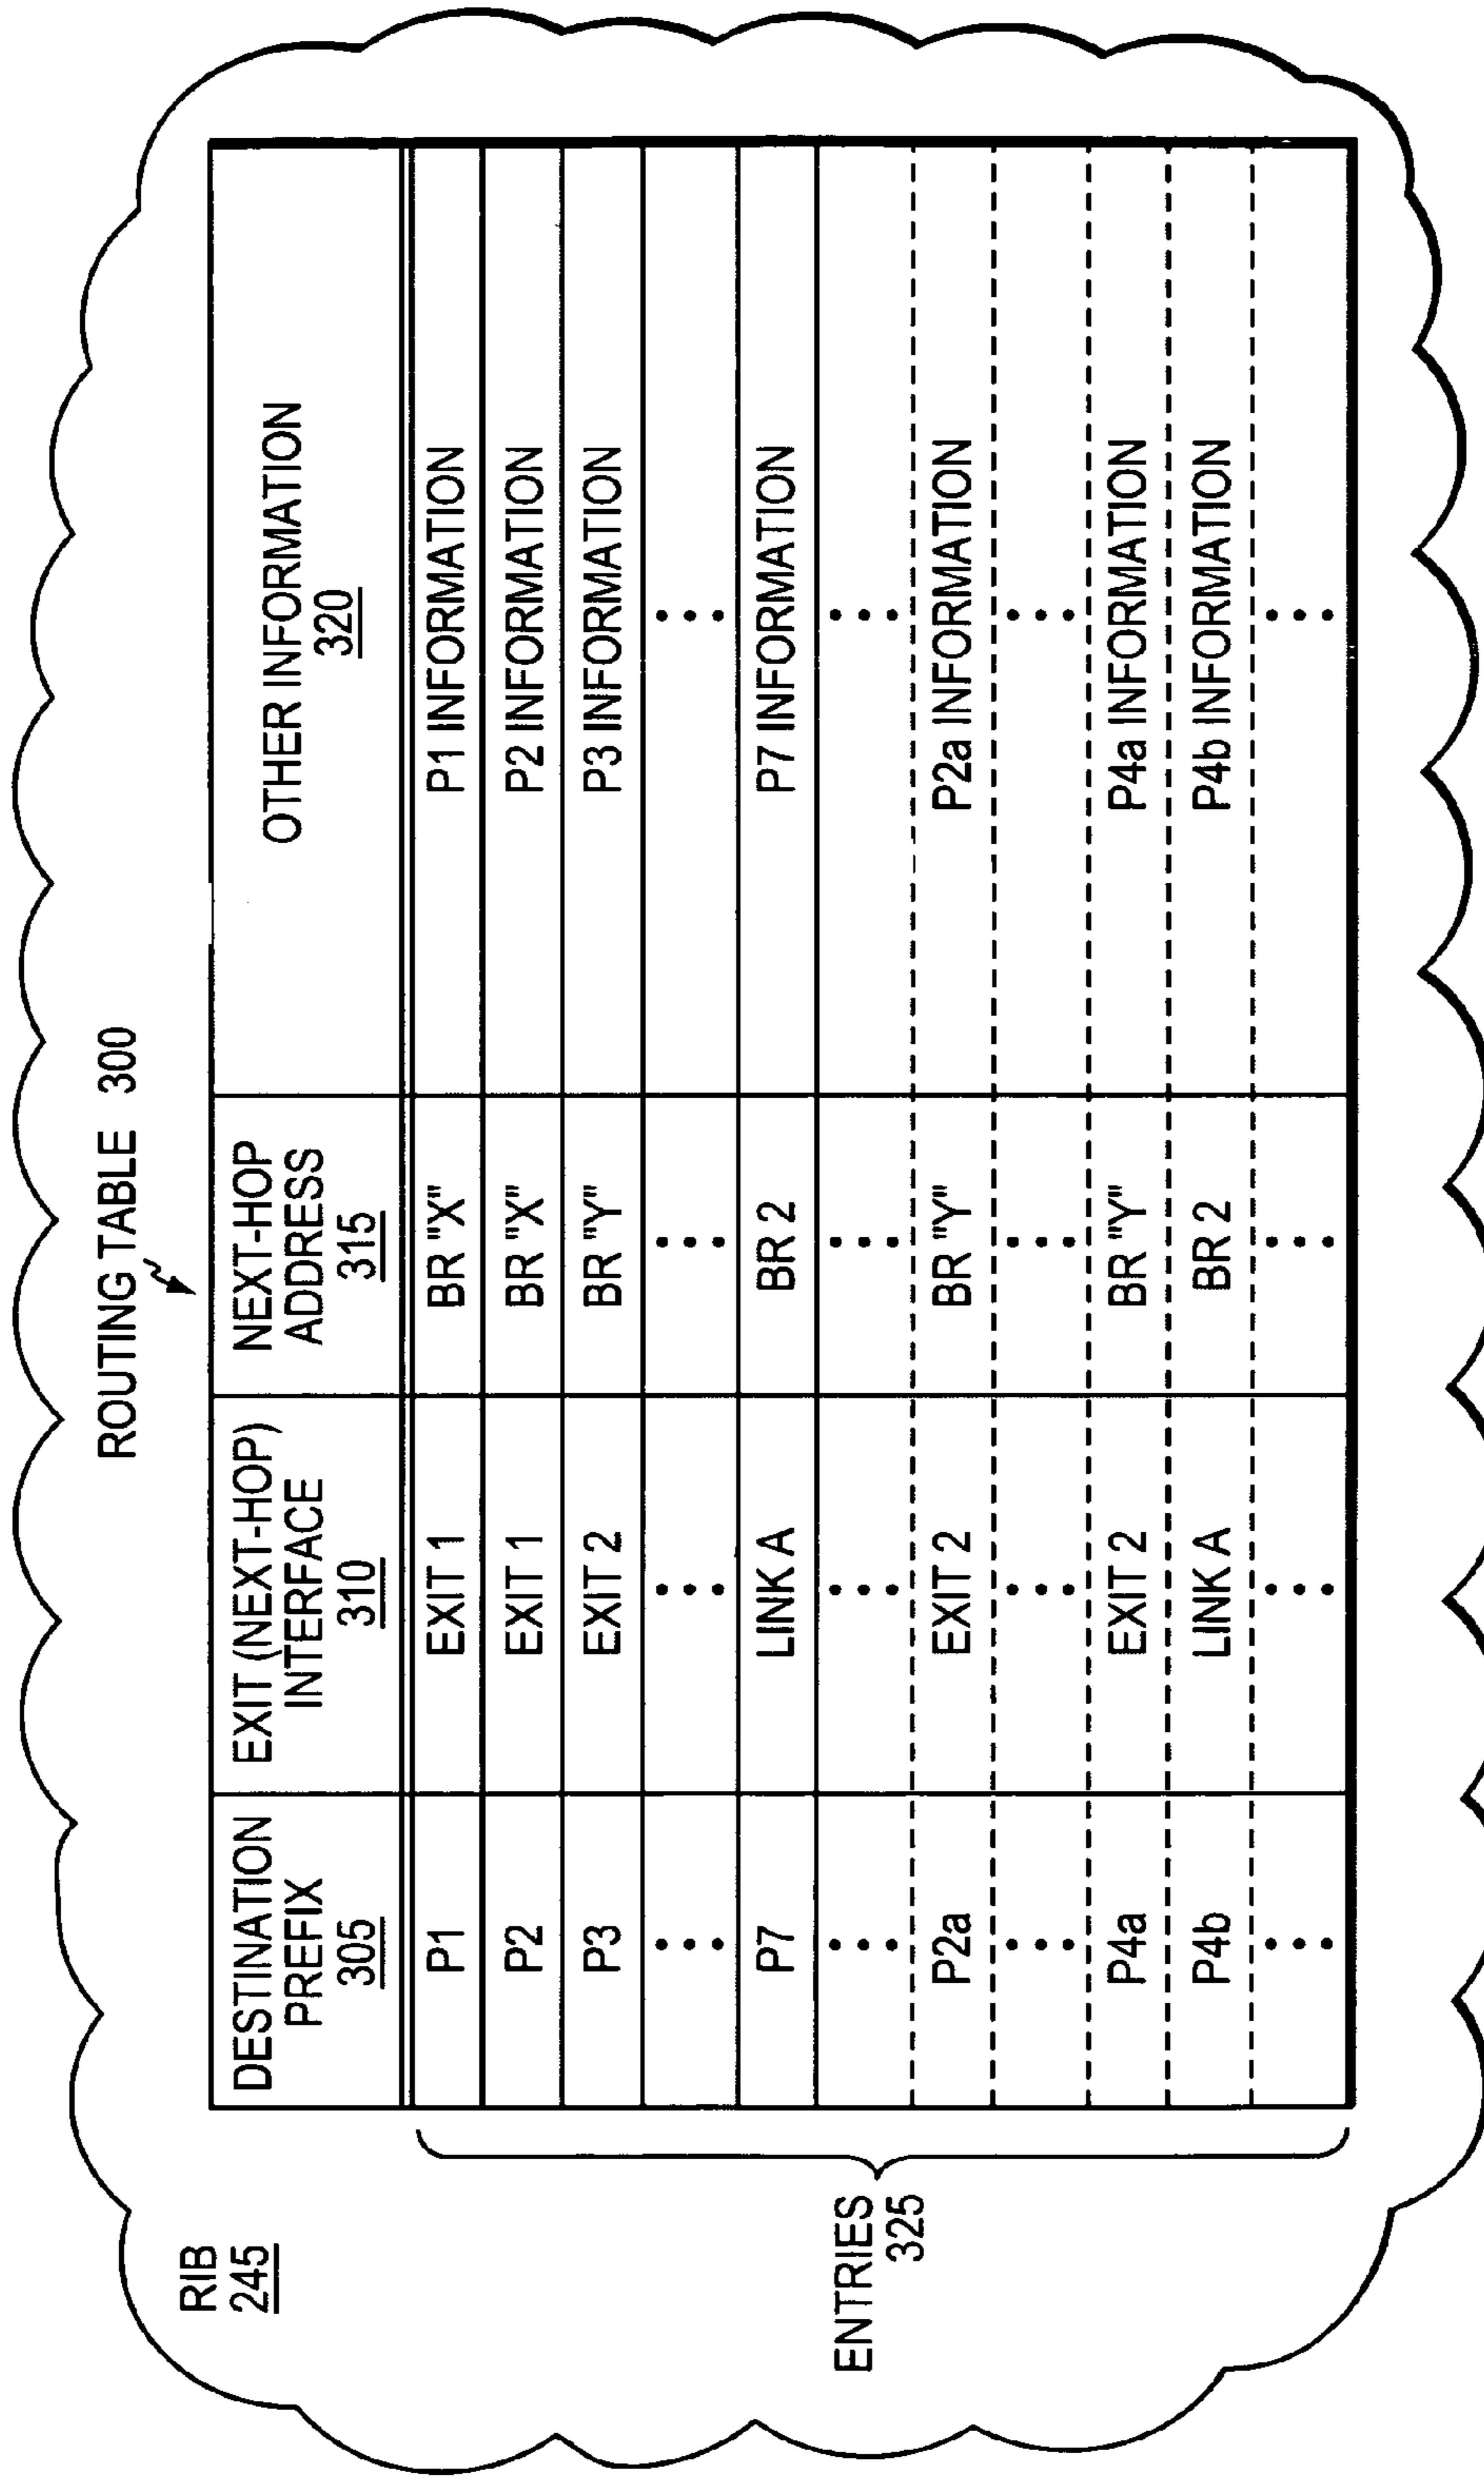 ROUTING TABLE 300
RIB
245
DESTINATION
PREFIX
305
EXIT (NEXT-HOP)
INTERFACE
310
NEXT-HOP
ADDRESS
315
OTHER INFORMATION
320
P1 EXIT 1 BR "X" P1 INFORMATION
P2 EXIT 1 BR "X" P2 INFORMATION
P3 EXIT 2 BR "Y" P3 INFORMATION
••• ••• ••• •••
P7 LINK A BR 2 P7 INFORMATION
••• ••• ••• •••
P2a EXIT 2 BR "Y" P2a INFORMATION
••• ••• ••• •••
P4a EXIT 2 BR "Y" P4a INFORMATION
P4b LINK A BR 2 P4b INFORMATION
••• ••• ••• •••
ENTRIES
325